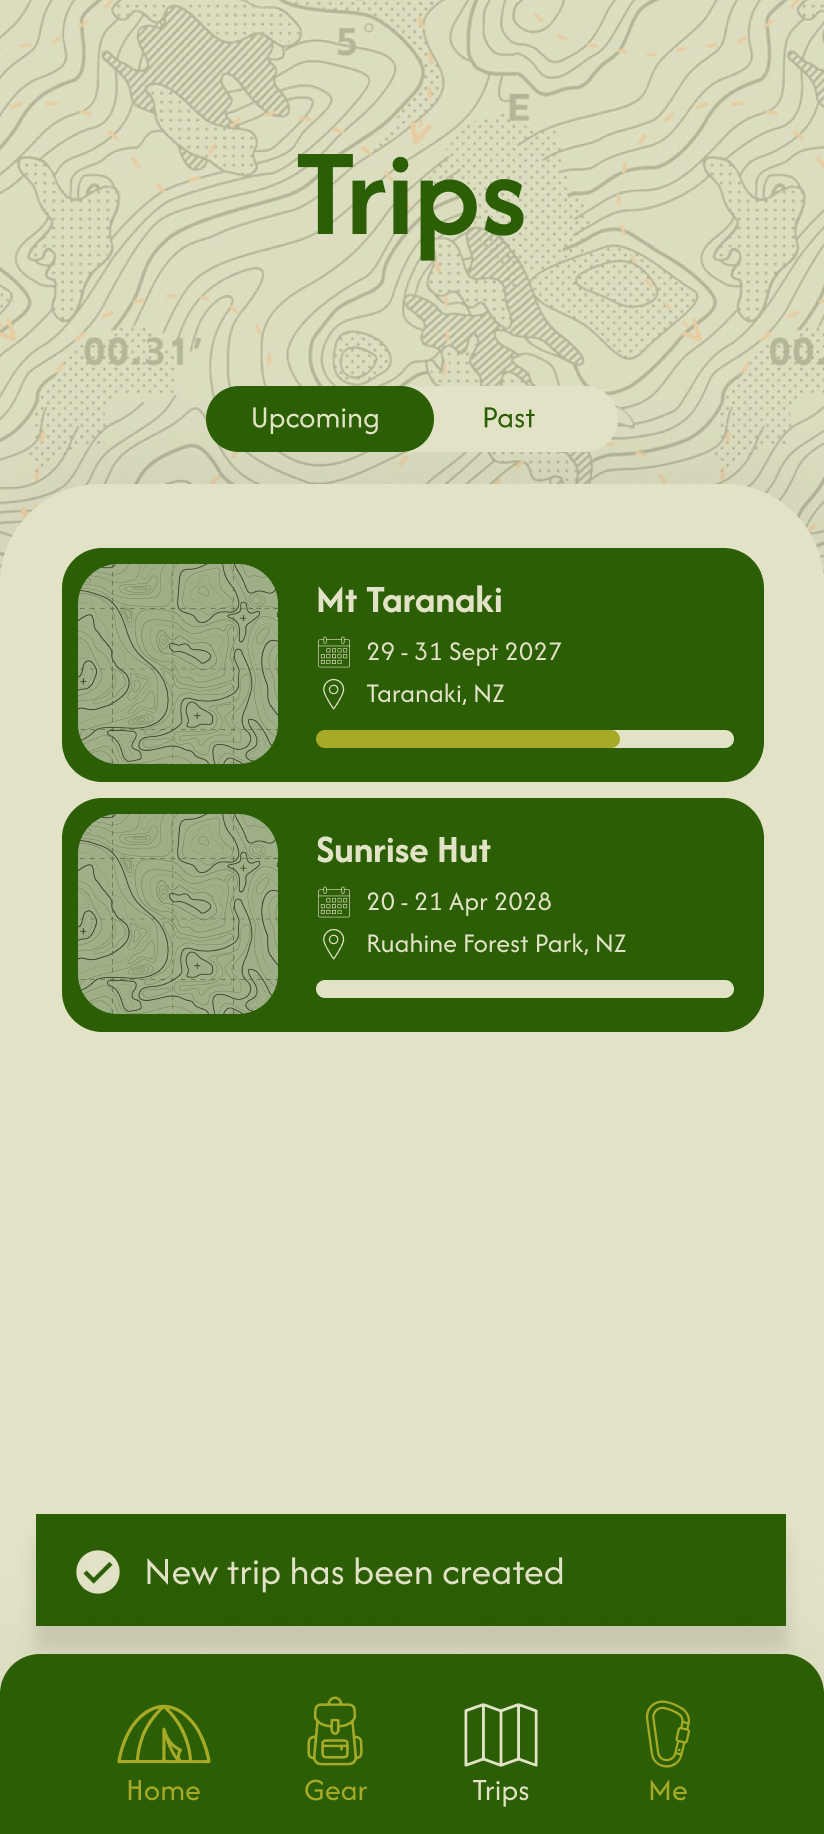 5°
E
Trips
00.31′
00.
Upcoming
Past
Mt Taranaki
29 - 31 Sept 2027
Taranaki, NZ
Sunrise Hut
20 - 21 Apr 2028
Ruahine Forest Park, NZ
New trip has been created
Home
Gear
Trips
Me